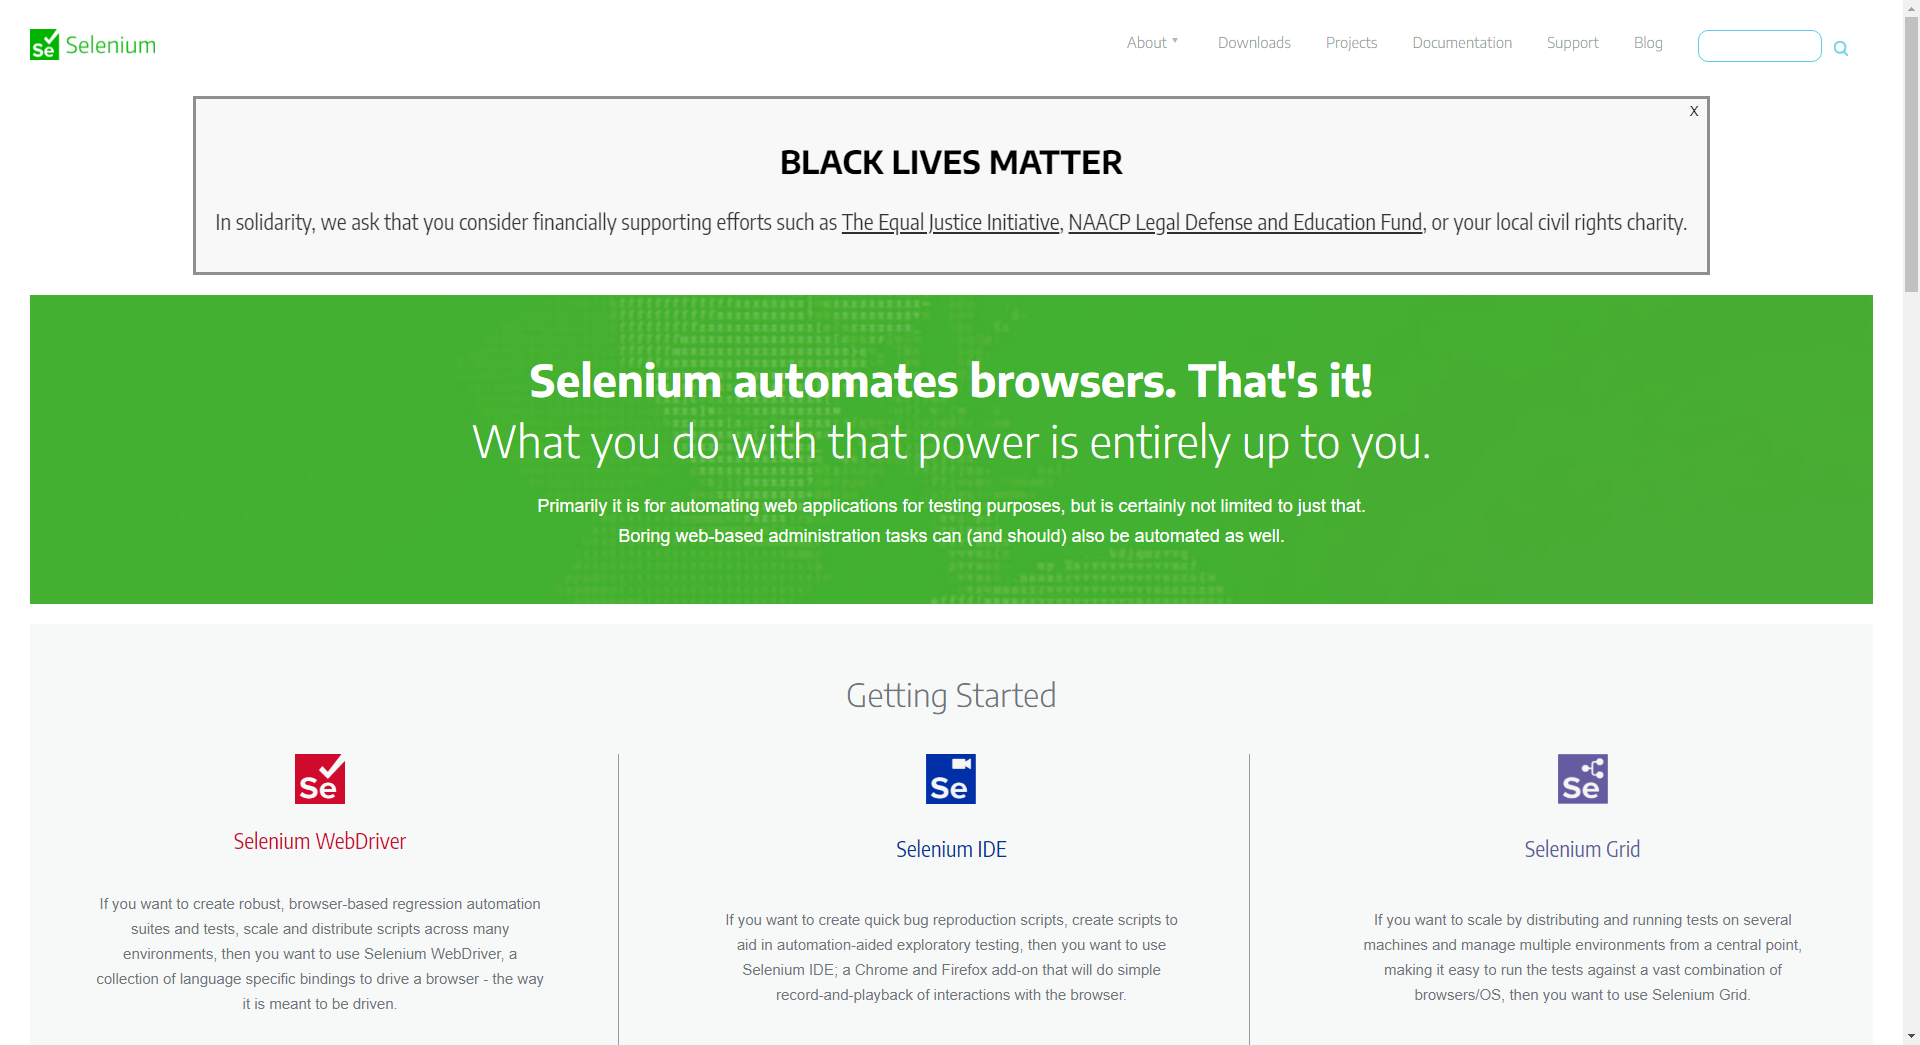 Se Selenium
About ▾ Downloads Projects Documentation Support Blog
X
BLACK LIVES MATTER
In solidarity, we ask that you consider financially supporting efforts such as The Equal Justice Initiative, NAACP Legal Defense and Education Fund, or your local civil rights charity.
Selenium automates browsers. That's it!
What you do with that power is entirely up to you.
Primarily it is for automating web applications for testing purposes, but is certainly not limited to just that.
Boring web-based administration tasks can (and should) also be automated as well.
Getting Started
Se
Selenium WebDriver
If you want to create robust, browser-based regression automation
suites and tests, scale and distribute scripts across many
environments, then you want to use Selenium WebDriver, a
collection of language specific bindings to drive a browser - the way
it is meant to be driven.
Se
Selenium IDE
If you want to create quick bug reproduction scripts, create scripts to
aid in automation-aided exploratory testing, then you want to use
Selenium IDE; a Chrome and Firefox add-on that will do simple
record-and-playback of interactions with the browser.
Se
Selenium Grid
If you want to scale by distributing and running tests on several
machines and manage multiple environments from a central point,
making it easy to run the tests against a vast combination of
browsers/OS, then you want to use Selenium Grid.